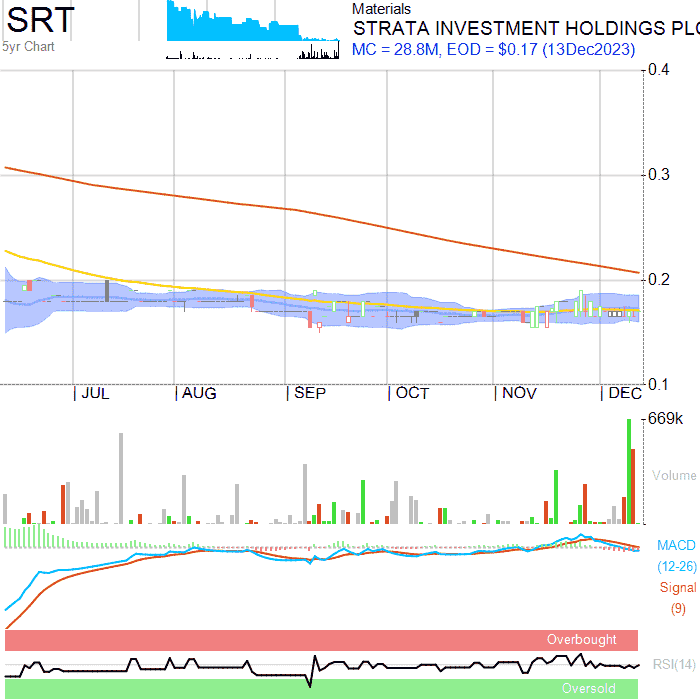 SRT
5yr Chart
Materials
STRATA INVESTMENT HOLDINGS PLC
MC = 28.8M, EOD = $0.17 (13Dec2023)
0.4
0.3
0.2
0.1
JUL AUG SEP OCT NOV DEC
669k
Volume
MACD
(12-26)
Signal
(9)
Overbought
RSI(14)
Oversold